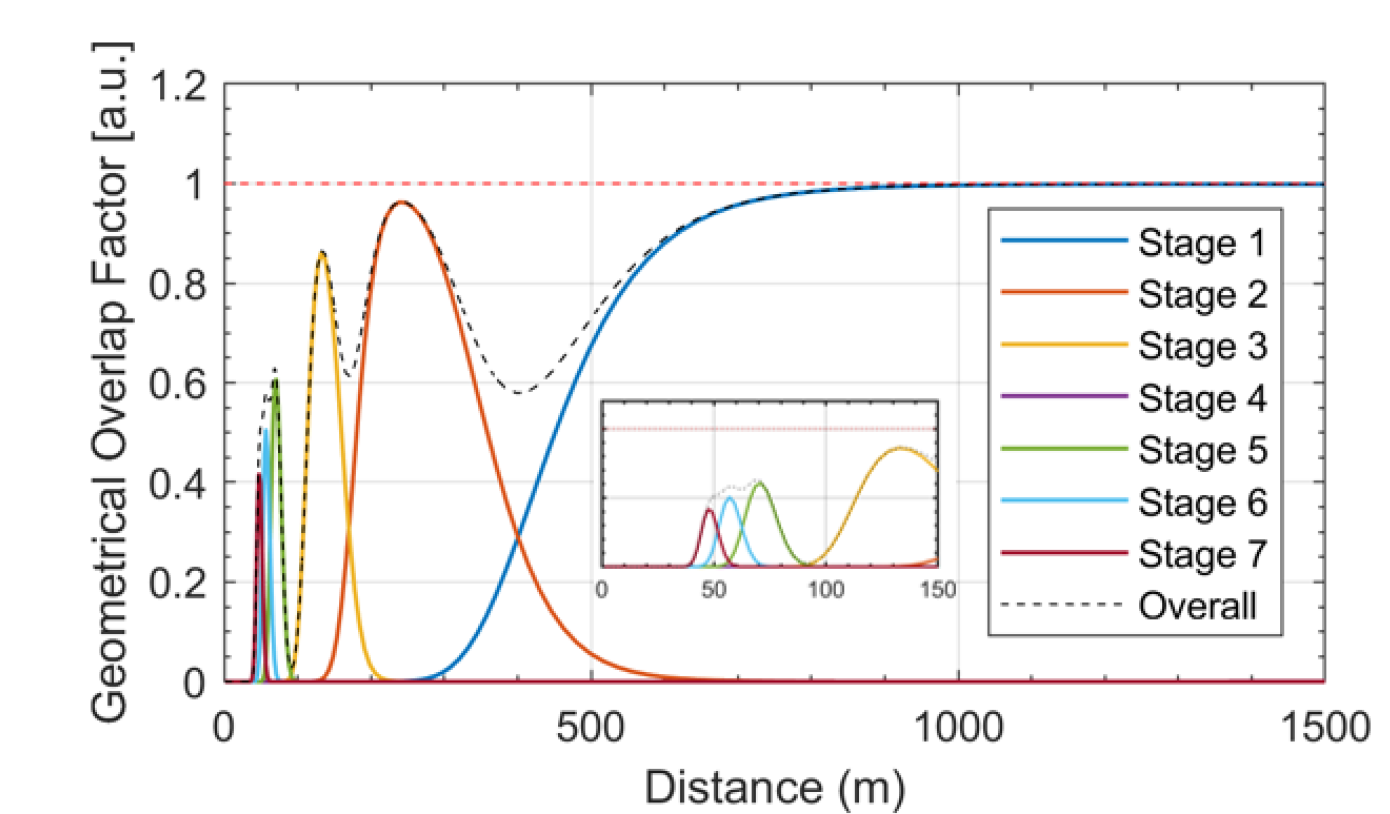 Geometrical Overlap Factor [a.u.]
1.2
1
0.8
0.6
0.4
0.2
0
0
500
1000
1500
Distance (m)
0
50
100
150
Stage 1
Stage 2
Stage 3
Stage 4
Stage 5
Stage 6
Stage 7
Overall